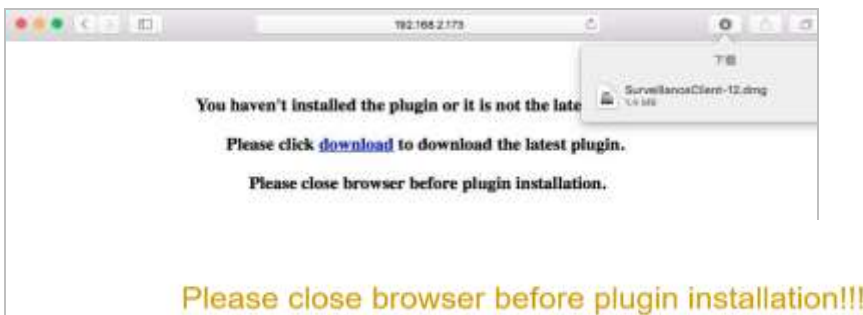 192.168.2.173
下载
SurveillanceClient-12.dmg
You haven't installed the plugin or it is not the late
Please click download to download the latest plugin.
Please close browser before plugin installation.
Please close browser before plugin installation!!!